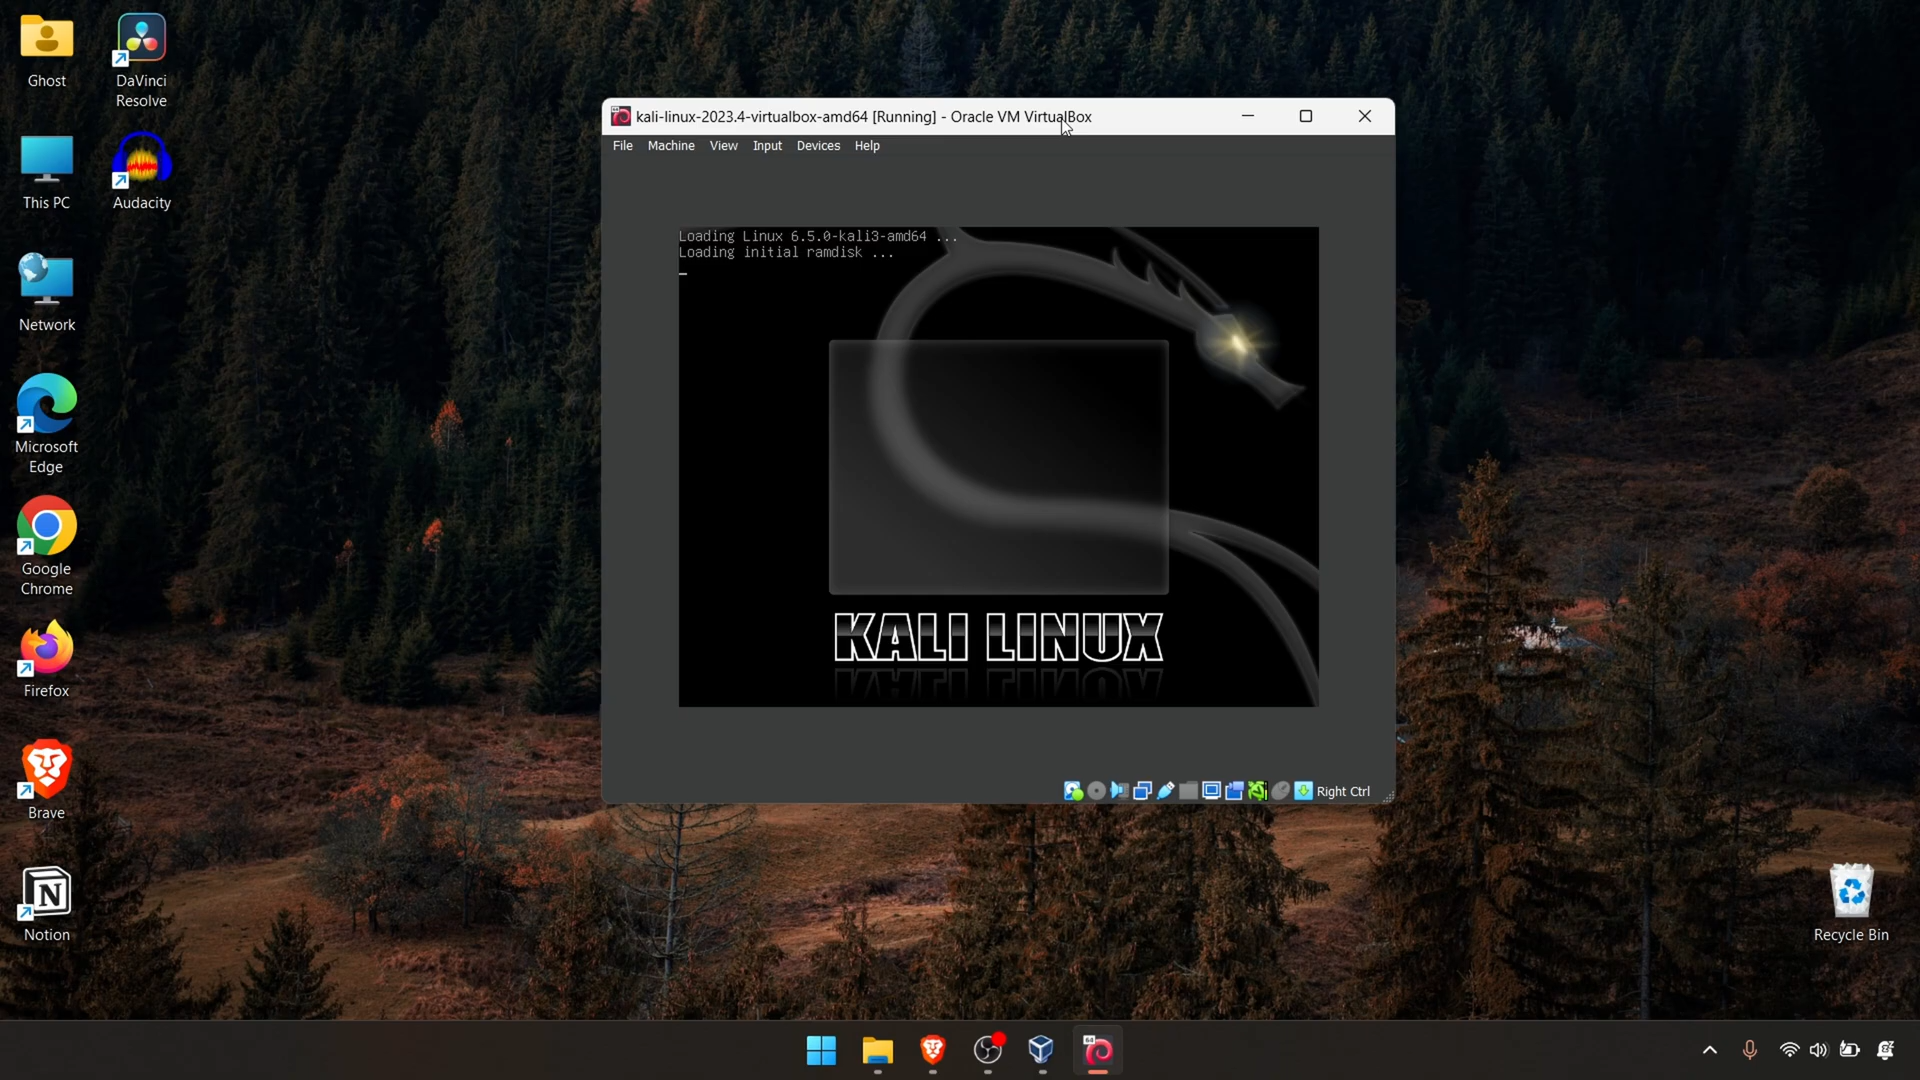 Ghost
DaVinci
Resolve
This PC
Audacity
Network
Microsoft
Edge
Google
Chrome
Firefox
Brave
N
Notion
kali-linux-2023.4-virtualbox-amd64 [Running] - Oracle VM VirtualBox
File Machine View Input Devices Help
Loading Linux 6.5.0-kali3-amd64 ...
Loading initial ramdisk ...
KALI LINUX
Right Ctrl
Recycle Bin
64